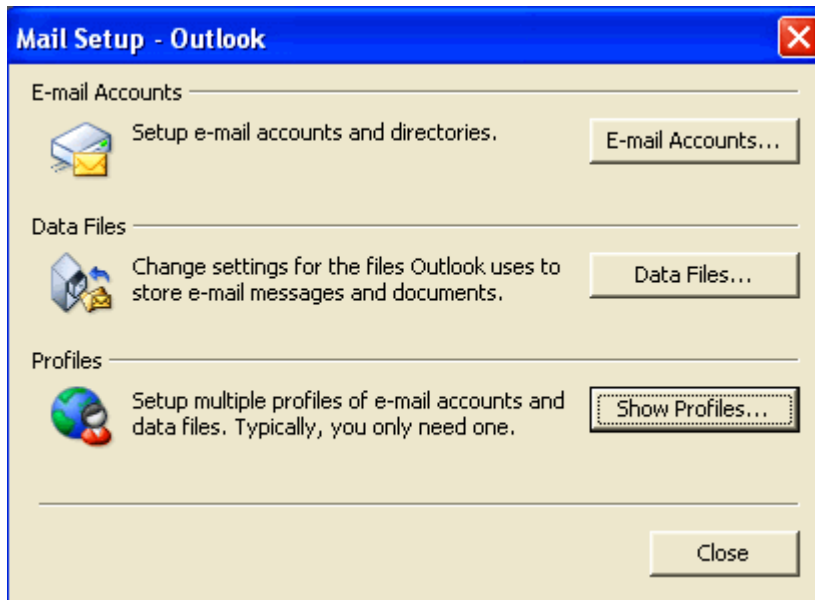 Mail Setup - Outlook
E-mail Accounts
Setup e-mail accounts and directories.
E-mail Accounts...
Data Files
Change settings for the files Outlook uses to
store e-mail messages and documents.
Data Files...
Profiles
Setup multiple profiles of e-mail accounts and
data files. Typically, you only need one.
Show Profiles...
Close